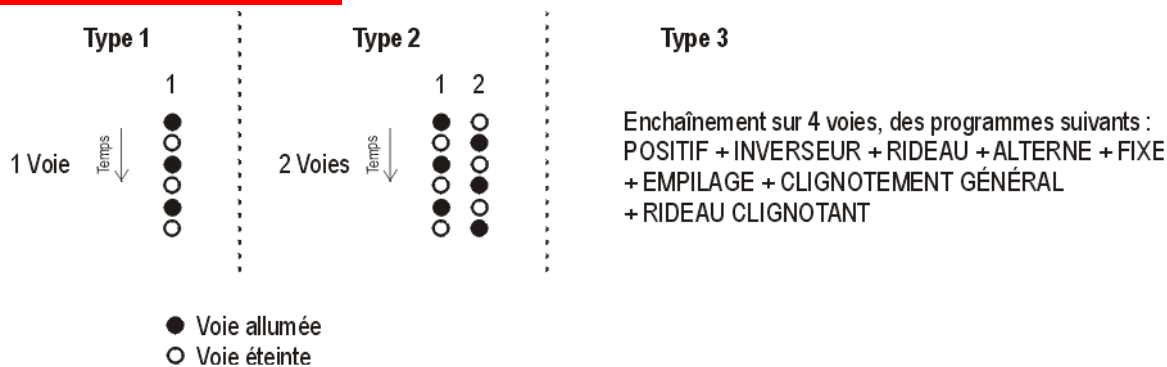 Type 1
Type 2
Type 3
1
1 2
1 Voie
Temps
2 Voies
Temps
Enchaînement sur 4 voies, des programmes suivants :
POSITIF + INVERSEUR + RIDEAU + ALTERNE + FIXE
+ EMPILAGE + CLIGNOTEMENT GÉNÉRAL
+ RIDEAU CLIGNOTANT
Voie allumée
Voie éteinte